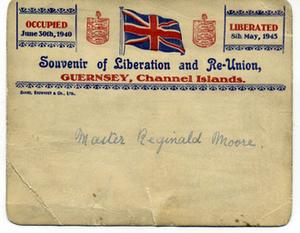 OCCUPIED
June 30th, 1940
LIBERATED
8th May, 1945
Souvenir of Liberation and Re-Union,
GUERNSEY, Channel Islands.
Master Reginald Moore.